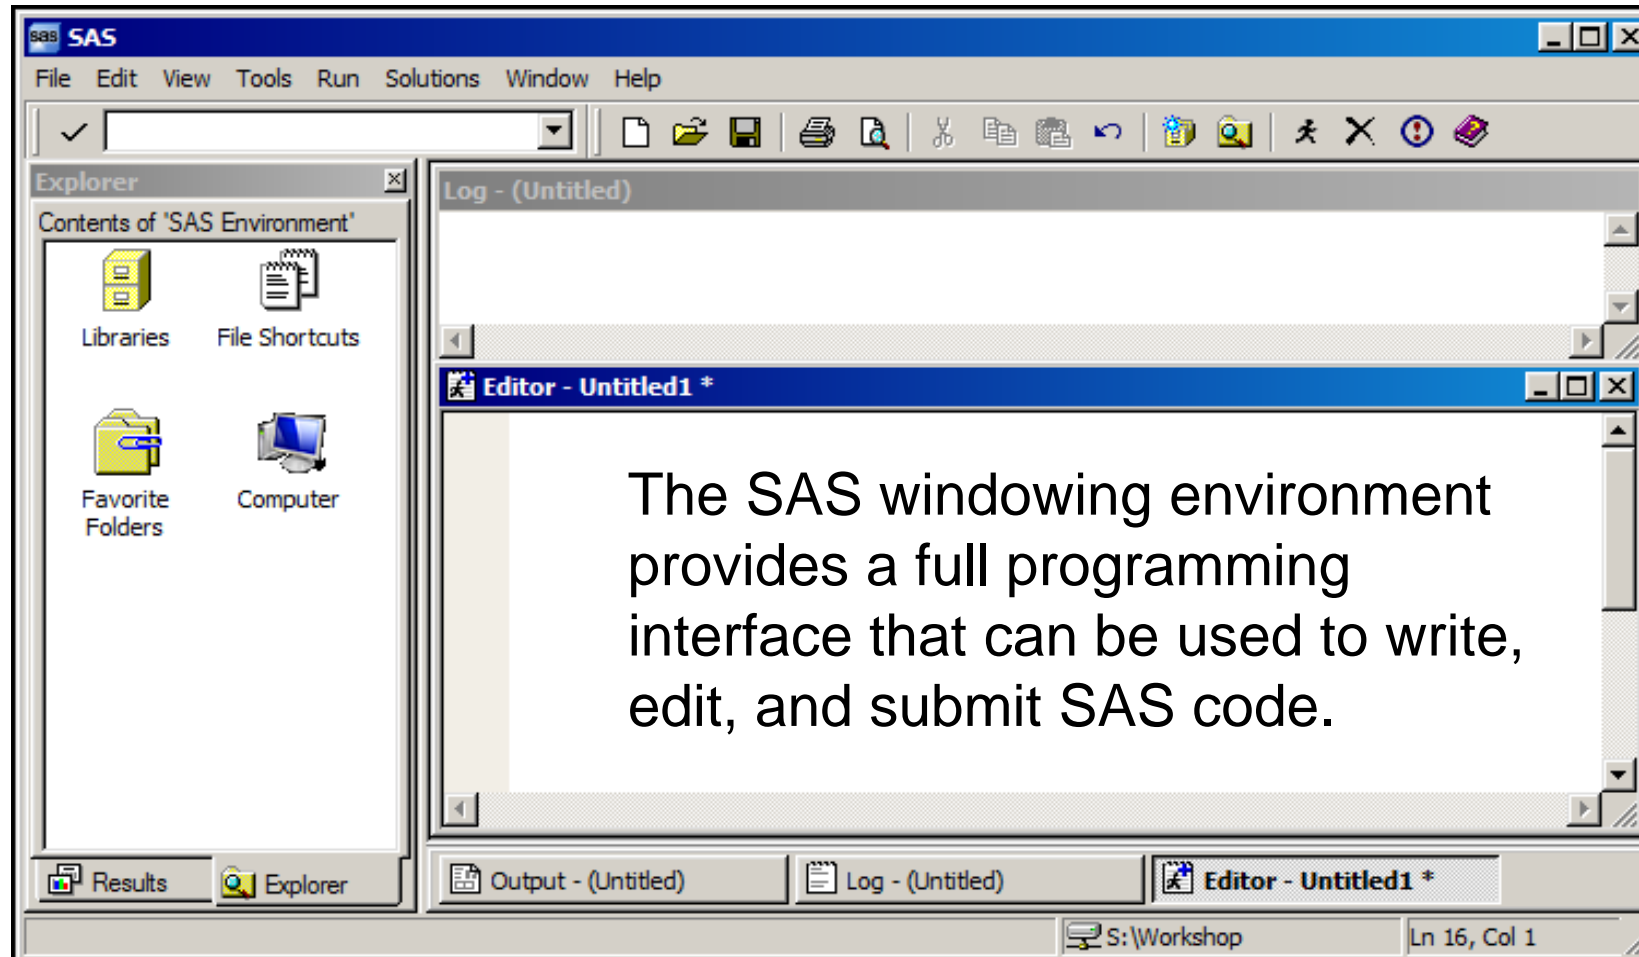 sas SAS
File Edit View Tools Run Solutions Window Help
Explorer
Contents of 'SAS Environment'
Libraries File Shortcuts
Favorite Folders
Computer
Log - (Untitled)
Editor - Untitled1 *
The SAS windowing environment
provides a full programming
interface that can be used to write,
edit, and submit SAS code.
Results Explorer
Output - (Untitled) Log - (Untitled) Editor - Untitled1 *
S:\Workshop Ln 16, Col 1